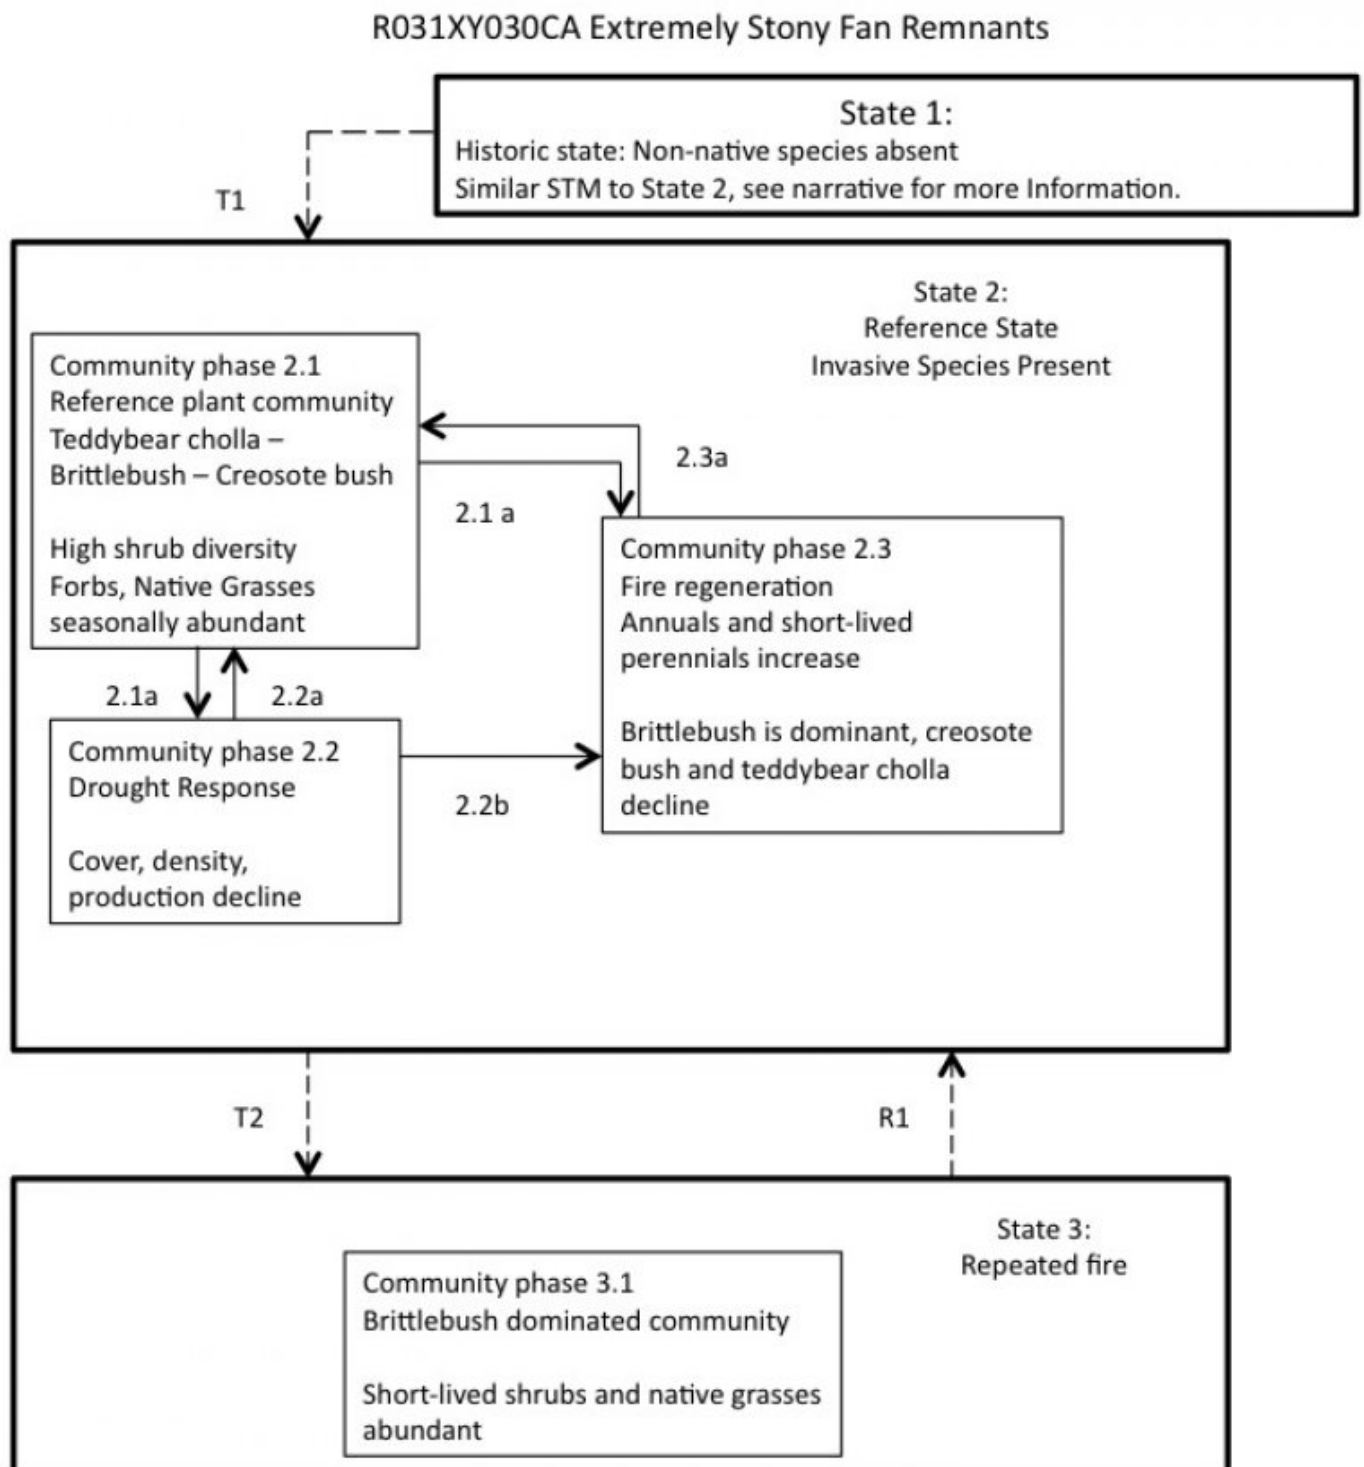 R031XY030CA Extremely Stony Fan Remnants
State 1:
Historic state: Non-native species absent
Similar STM to State 2, see narrative for more Information.
T1
State 2:
Reference State
Invasive Species Present
Community phase 2.1
Reference plant community
Teddybear cholla –
Brittlebush – Creosote bush
High shrub diversity
Forbs, Native Grasses
seasonally abundant
2.3a
2.1 a
Community phase 2.3
Fire regeneration
Annuals and short-lived
perennials increase
Brittlebush is dominant, creosote
bush and teddybear cholla
decline
2.1a
2.2a
Community phase 2.2
Drought Response
Cover, density,
production decline
2.2b
T2
R1
State 3:
Repeated fire
Community phase 3.1
Brittlebush dominated community
Short-lived shrubs and native grasses
abundant